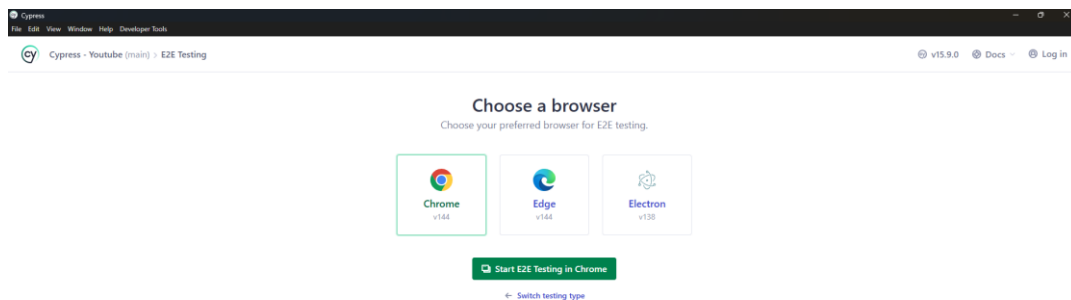 Cypress
File Edit View Window Help Developer Tools
cy Cypress - Youtube (main) > E2E Testing v15.9.0 Docs Log in
Choose a browser
Choose your preferred browser for E2E testing.
Chrome Edge Electron
v144 v144 v138
Start E2E Testing in Chrome
← Switch testing type